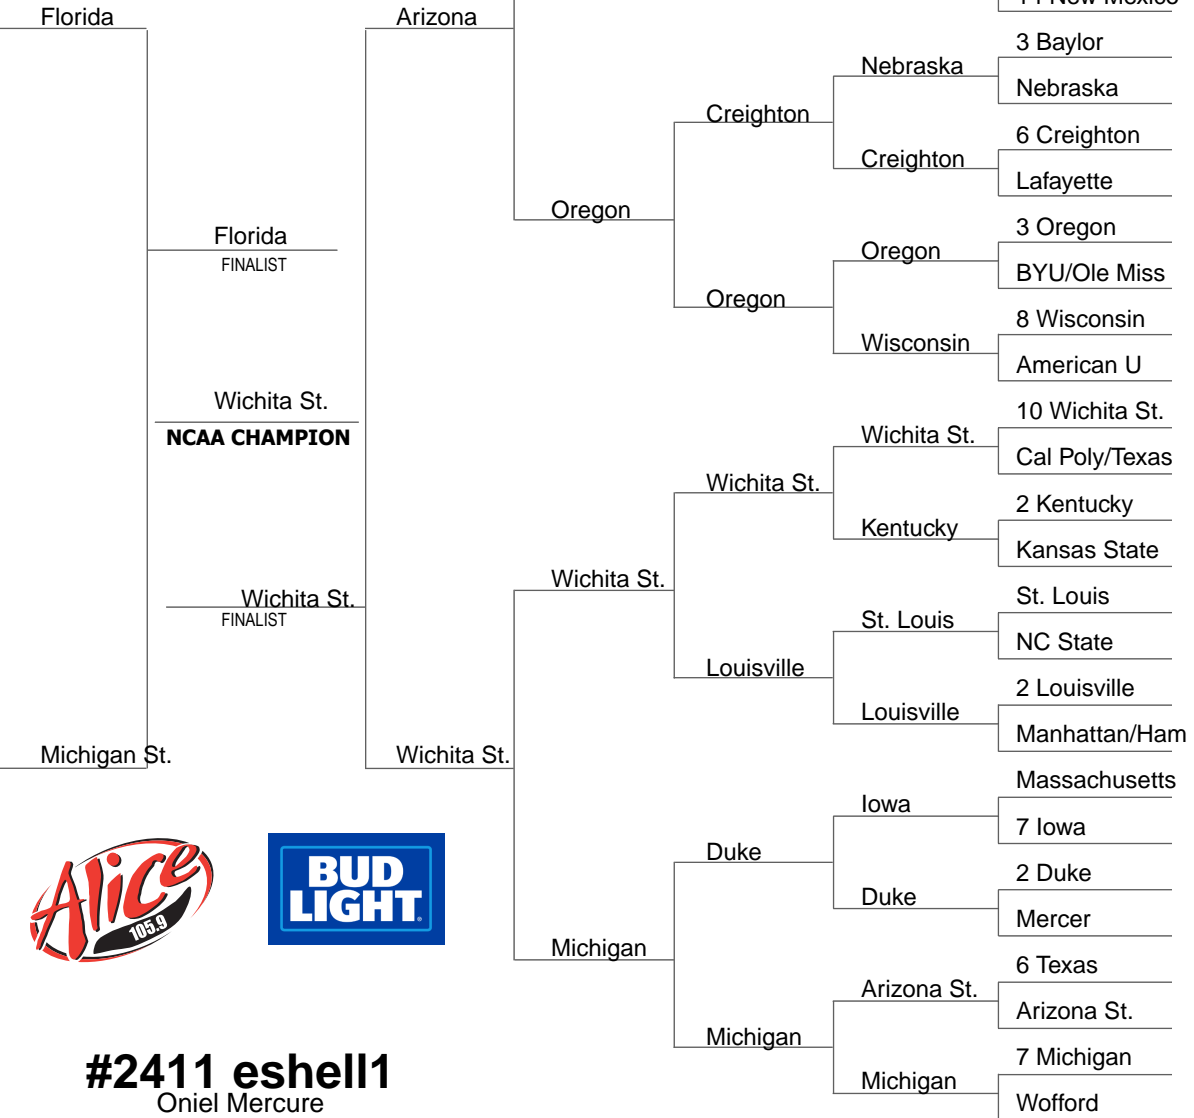 Florida
Florida
FINALIST
Wichita St.
NCAA CHAMPION
Wichita St.
FINALIST
Michigan St.
Arizona
Wichita St.
Oregon
Wichita St.
Michigan
Creighton
Oregon
Wichita St.
Louisville
Duke
Michigan
Nebraska
Creighton
Oregon
Wisconsin
Wichita St.
Kentucky
St. Louis
Louisville
Iowa
Duke
Arizona St.
Michigan
New Mexico
3 Baylor
Nebraska
6 Creighton
Lafayette
3 Oregon
BYU/Ole Miss
8 Wisconsin
American U
10 Wichita St.
Cal Poly/Texas
2 Kentucky
Kansas State
St. Louis
NC State
2 Louisville
Manhattan/Ham
Massachusetts
7 Iowa
2 Duke
Mercer
6 Texas
Arizona St.
7 Michigan
Wofford
Alice
105.9
BUD
LIGHT
#2411 eshell1
Oniel Mercure